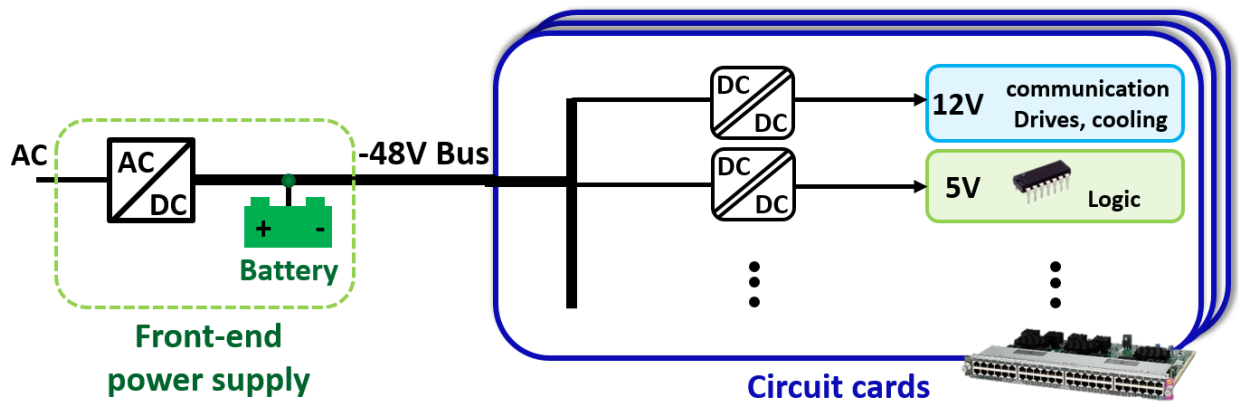 AC
AC
DC
+ -
Battery
Front-end
power supply
-48V Bus
DC
DC
12V
communication
Drives, cooling
DC
DC
5V
Logic
Circuit cards